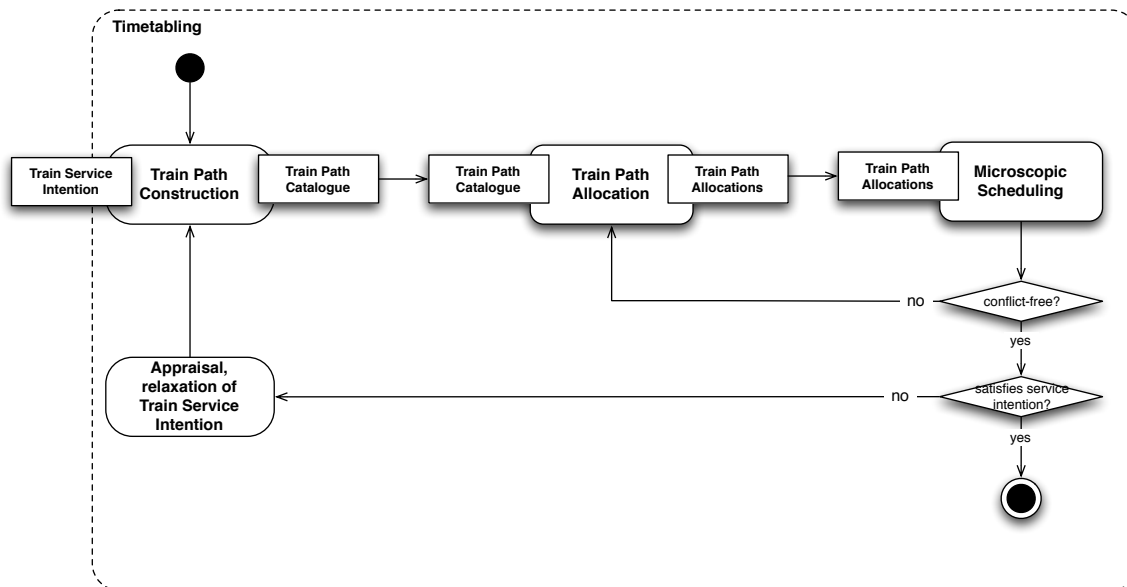 Timetabling
Train Service
Intention
Train Path
Construction
Train Path
Catalogue
Train Path
Catalogue
Train Path
Allocation
Train Path
Allocations
Train Path
Allocations
Microscopic
Scheduling
no
conflict-free?
yes
Appraisal,
relaxation of
Train Service
Intention
no
satisfies service
intention?
yes